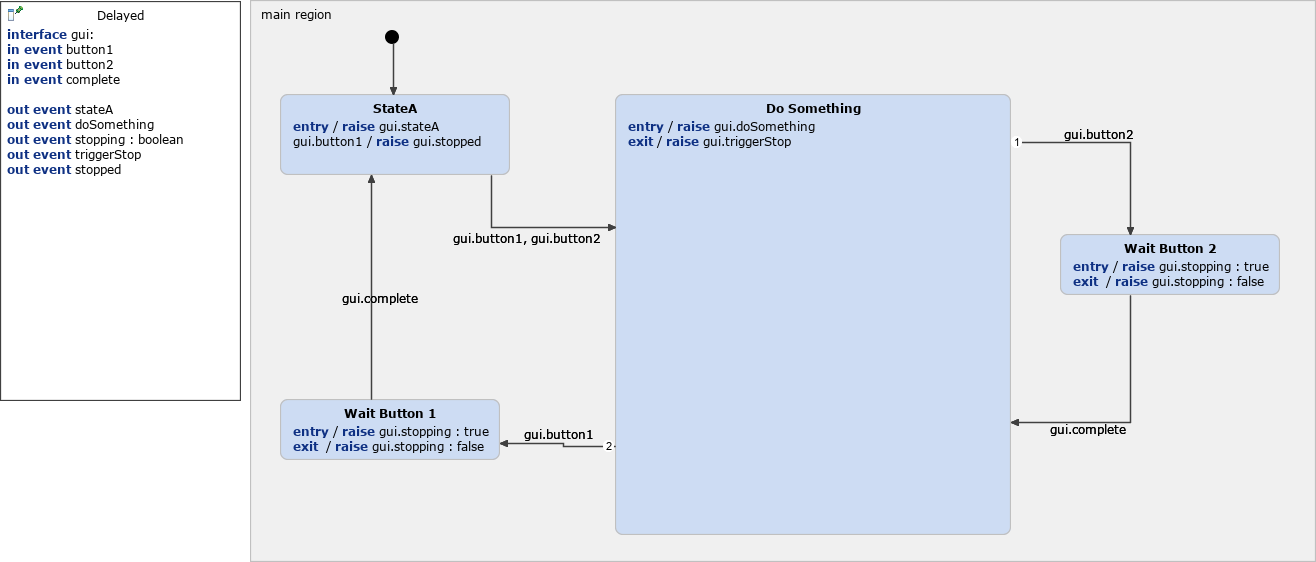 Delayed
interface gui:
in event button1
in event button2
in event complete
out event stateA
out event doSomething
out event stopping : boolean
out event triggerStop
out event stopped
main region
StateA
entry / raise gui.stateA
gui.button1 / raise gui.stopped
Do Something
entry / raise gui.doSomething
exit / raise gui.triggerStop
1
gui.button2
gui.button1, gui.button2
Wait Button 2
entry / raise gui.stopping : true
exit / raise gui.stopping : false
gui.complete
Wait Button 1
entry / raise gui.stopping : true
exit / raise gui.stopping : false
gui.button1
2
gui.complete